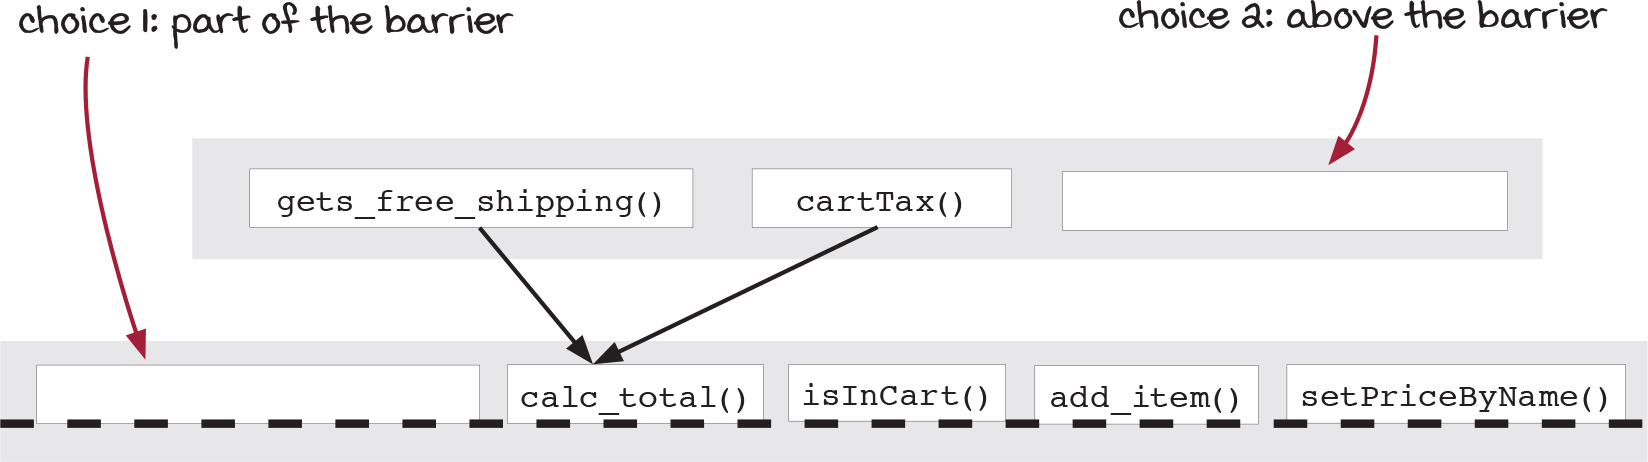 choice 1: part of the barrier
choice 2: above the barrier
gets_free_shipping()
cartTax()
calc_total()
isInCart()
add_item()
setPriceByName()